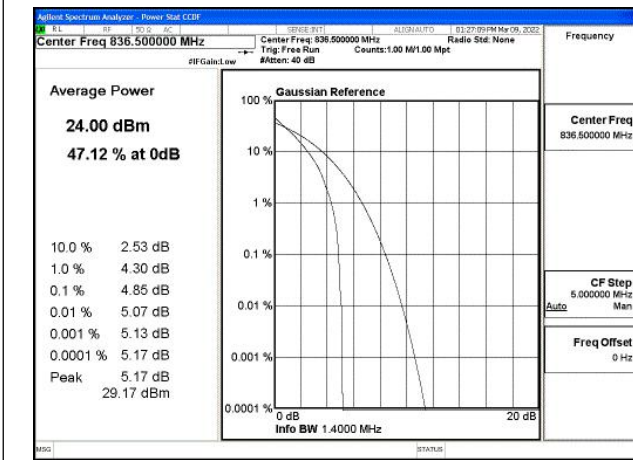 Agilent Spectrum Analyzer - Power Stat CCDF
RL RF 50 Ω AC SENSE:INT ALIGN AUTO 01:27:09 PM Mar 09, 2022
Center Freq 836.500000 MHz
Center Freq: 836.500000 MHz Radio Std: None
Trig: Free Run Counts:1.00 M/1.00 Mpt
#IFGain:Low #Atten: 40 dB
Frequency
Average Power
24.00 dBm
47.12 % at 0dB
10.0 % 2.53 dB
1.0 % 4.30 dB
0.1 % 4.85 dB
0.01 % 5.07 dB
0.001 % 5.13 dB
0.0001 % 5.17 dB
Peak 5.17 dB
29.17 dBm
Gaussian Reference
100 %
10 %
1 %
0.1 %
0.01 %
0.001 %
0.0001 %
0 dB 20 dB
Info BW 1.4000 MHz
Center Freq
836.500000 MHz
CF Step
5.000000 MHz
Auto Man
Freq Offset
0 Hz
MSG STATUS